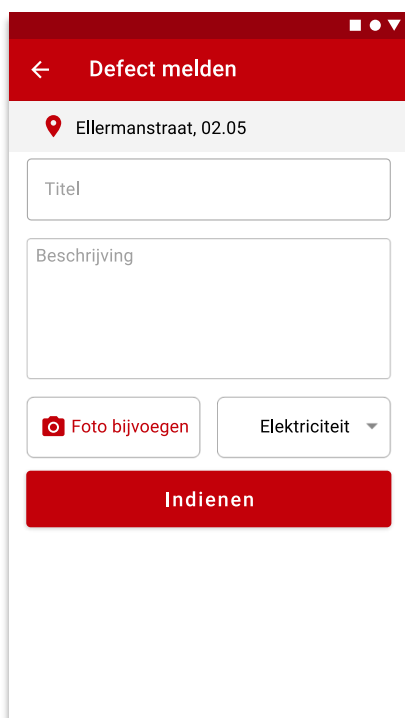 Defect melden
Ellermanstraat, 02.05
Titel
Beschrijving
Foto bijvoegen
Elektriciteit
Indienen